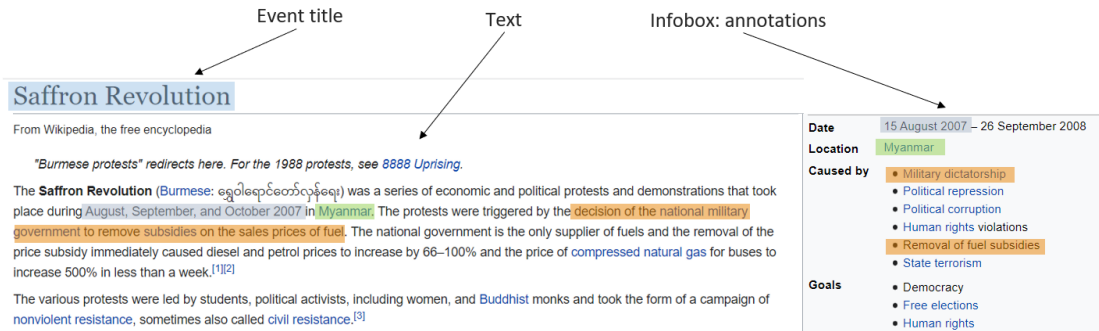 Event title
Text
Infobox: annotations
Saffron Revolution
From Wikipedia, the free encyclopedia
"Burmese protests" redirects here. For the 1988 protests, see 8888 Uprising.
The Saffron Revolution (Burmese: ရွှေဝါရောင်တော်လှန်ရေး) was a series of economic and political protests and demonstrations that took
place during August, September, and October 2007 in Myanmar. The protests were triggered by the decision of the national military
government to remove subsidies on the sales prices of fuel. The national government is the only supplier of fuels and the removal of the
price subsidy immediately caused diesel and petrol prices to increase by 66–100% and the price of compressed natural gas for buses to
increase 500% in less than a week.[1][2]
The various protests were led by students, political activists, including women, and Buddhist monks and took the form of a campaign of
nonviolent resistance, sometimes also called civil resistance.[3]
Date 15 August 2007 – 26 September 2008
Location Myanmar
Caused by • Military dictatorship
• Political repression
• Political corruption
• Human rights violations
• Removal of fuel subsidies
• State terrorism
Goals • Democracy
• Free elections
• Human rights